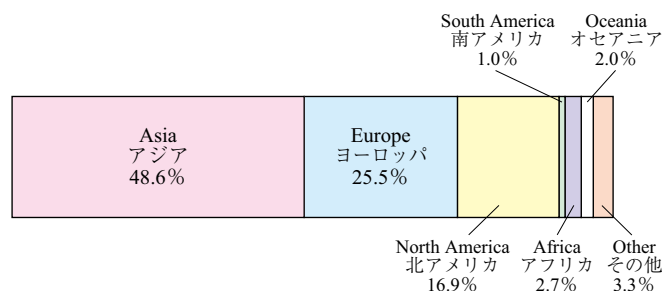 South America
南アメリカ
1.0%
Oceania
オセアニア
2.0%
Asia
アジア
48.6%
Europe
ヨーロッパ
25.5%
North America
北アメリカ
16.9%
Africa
アフリカ
2.7%
Other
その他
3.3%